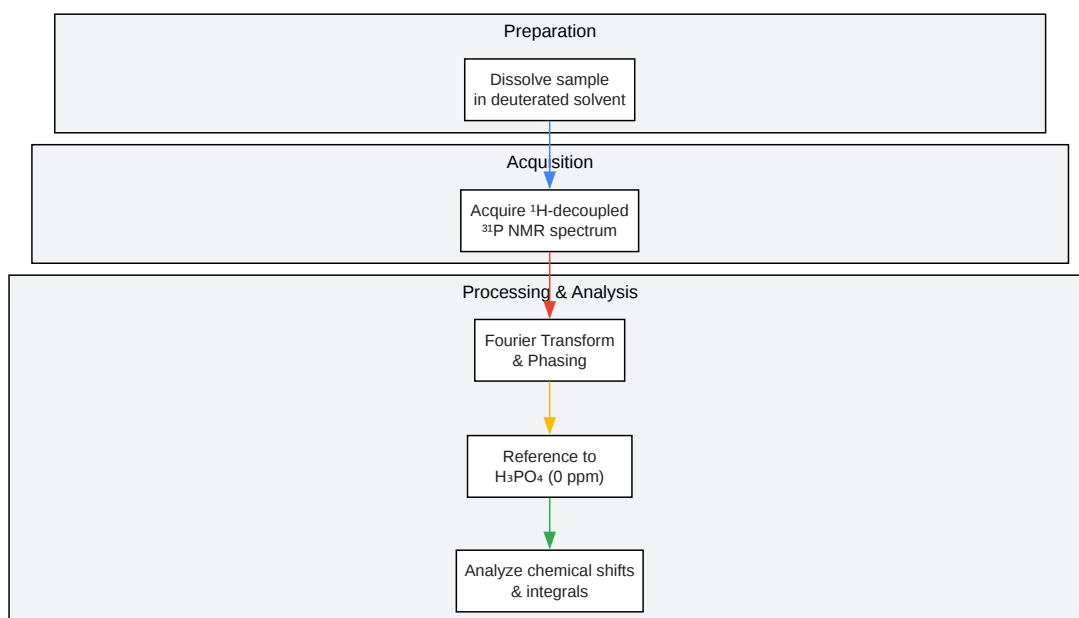 Preparation
Dissolve sample
in deuterated solvent
Acquisition
Acquire ¹H-decoupled
³¹P NMR spectrum
Processing & Analysis
Fourier Transform
& Phasing
Reference to
H₃PO₄ (0 ppm)
Analyze chemical shifts
& integrals